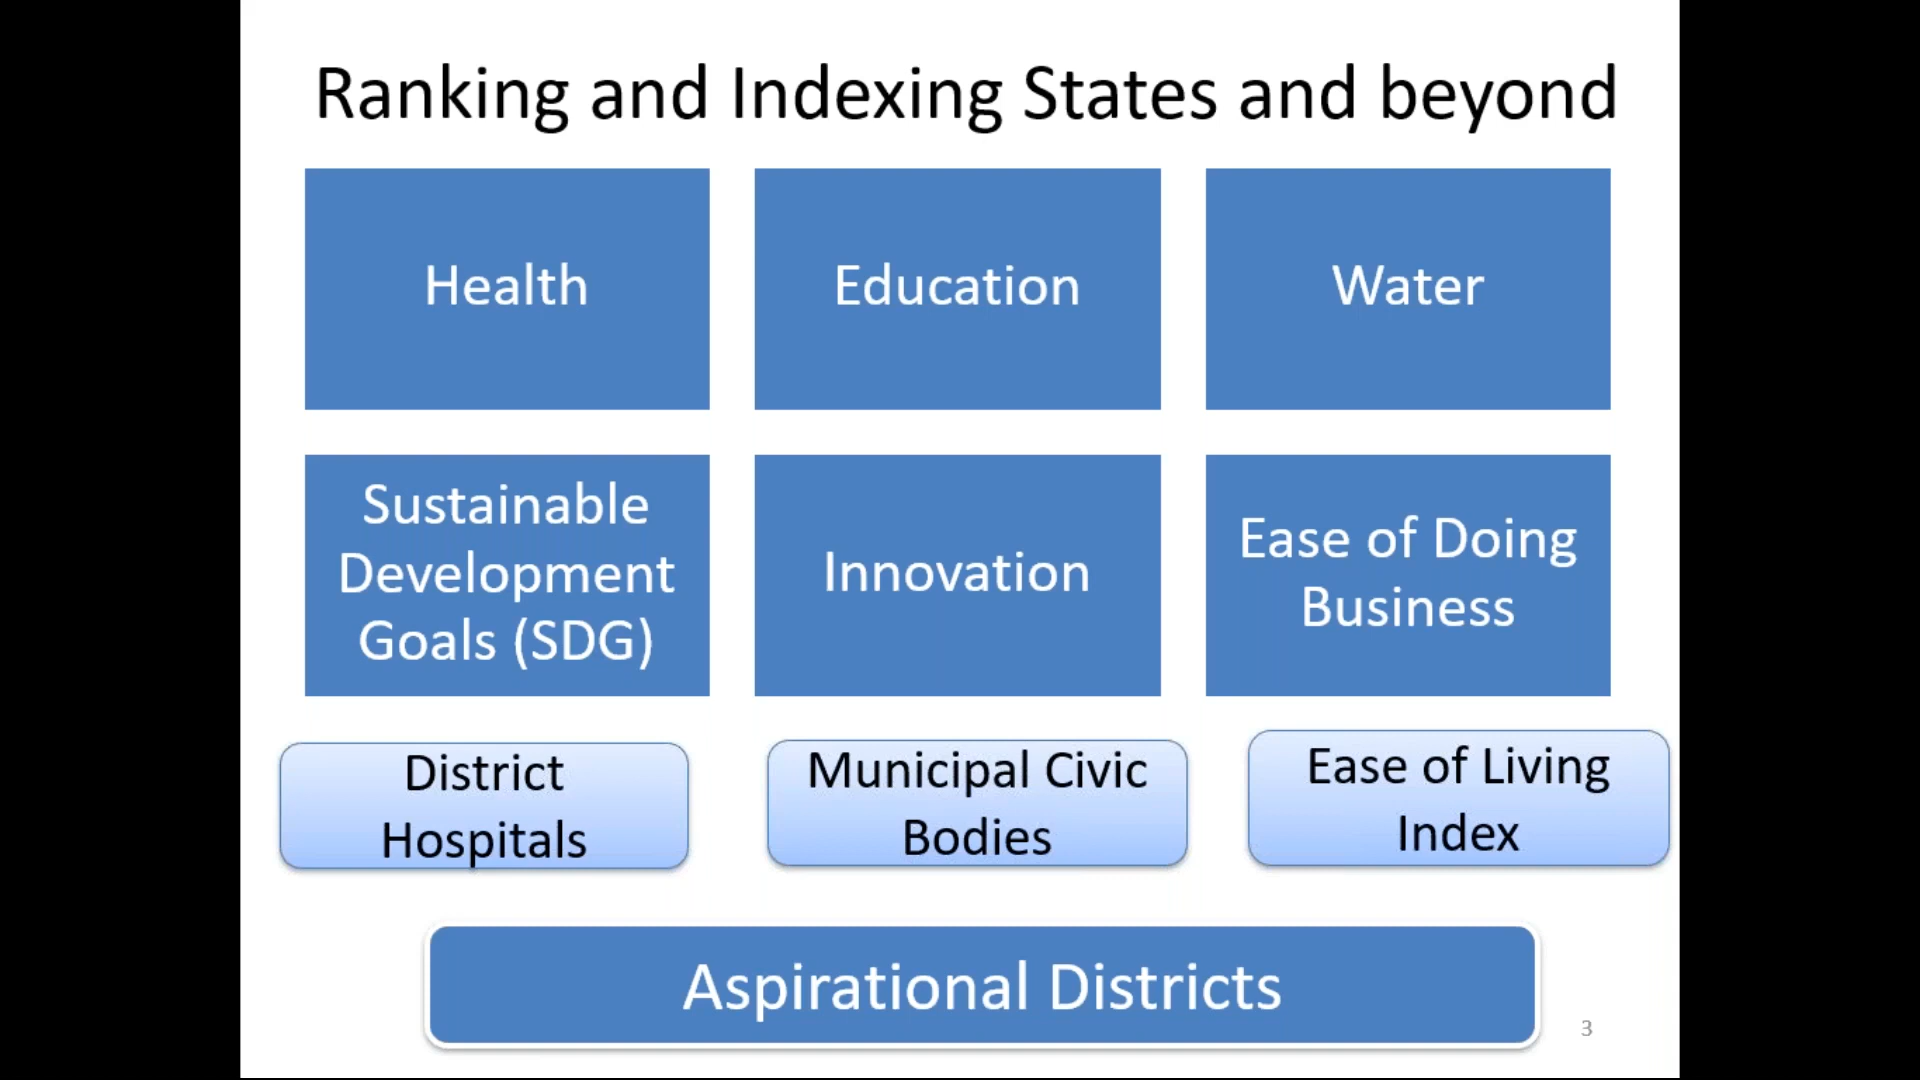 Ranking and Indexing States and beyond
Health
Education
Water
Sustainable
Development
Goals (SDG)
Innovation
Ease of Doing
Business
District
Hospitals
Municipal Civic
Bodies
Ease of Living
Index
Aspirational Districts
3